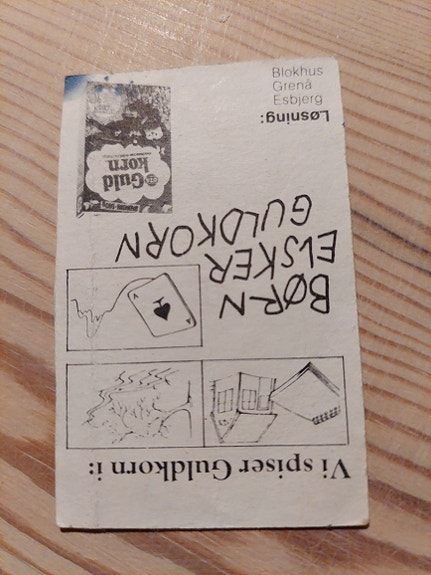 Vi spiser Guldkorn i:
A
BØRN
ELSKER
GULDKORN
Guld
korn
Løsning:
Blokhus
Grenå
Esbjerg